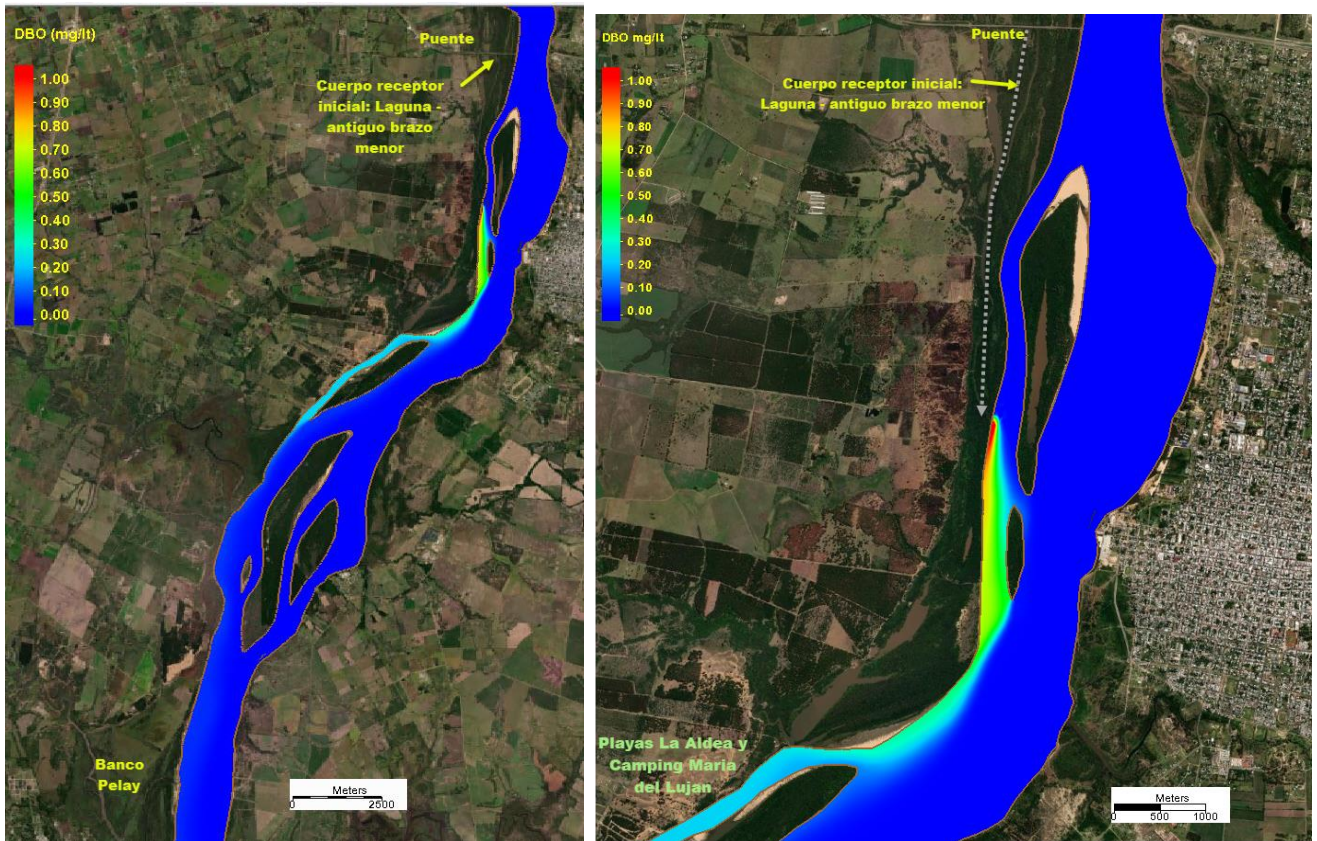 DBO (mg/lt)
1.00
0.90
0.80
0.70
0.60
0.50
0.40
0.30
0.20
0.10
0.00
Puente
Cuerpo receptor
inicial: Laguna -
antiguo brazo
menor
Banco
Pelay
Meters
0 2500
DBO mg/lt
1.00
0.90
0.80
0.70
0.60
0.50
0.40
0.30
0.20
0.10
0.00
Puente
Cuerpo receptor inicial:
Laguna - antiguo brazo menor
Playas La Aldea y
Camping Maria
del Lujan
Meters
0 500 1000